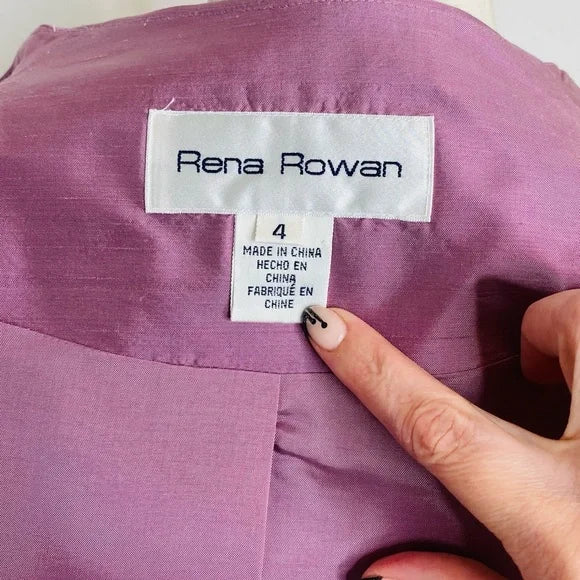 Rena Rowan
4
MADE IN CHINA
HECHO EN
CHINA
FABRIQUÉ EN
CHINE